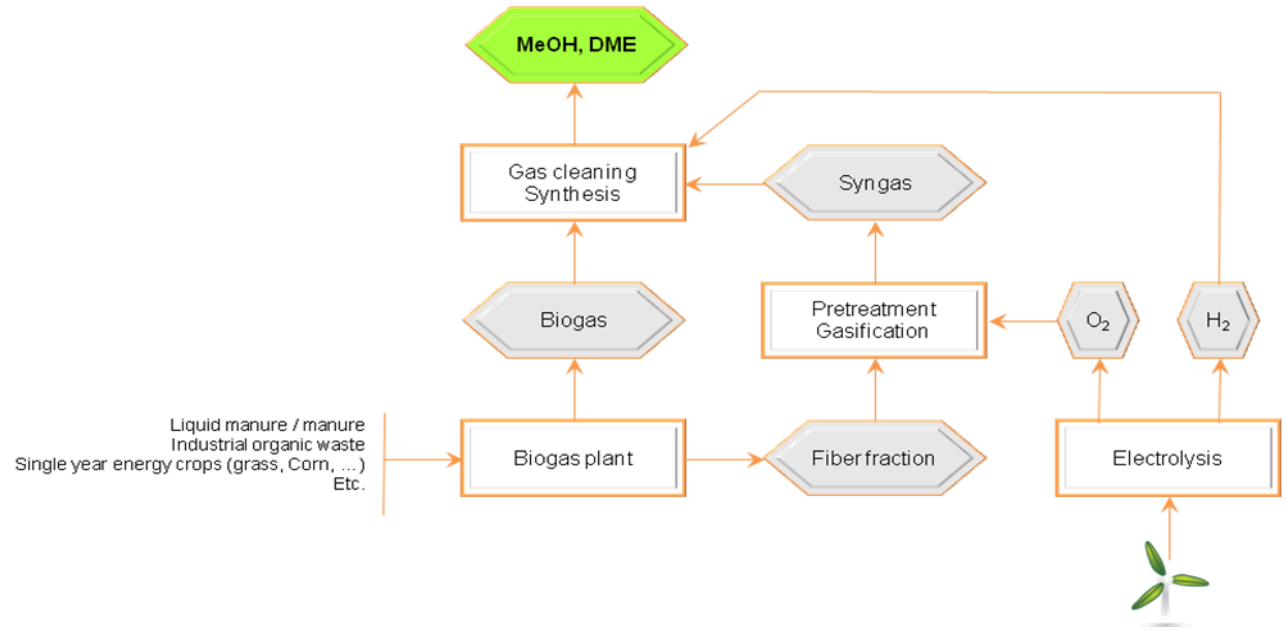 MeOH, DME
Gas cleaning
Synthesis
Syngas
Biogas
Pretreatment
Gasification
O₂
H₂
Liquid manure / manure
Industrial organic waste
Single year energy crops (grass, Corn, ...)
Etc.
Biogas plant
Fiber fraction
Electrolysis